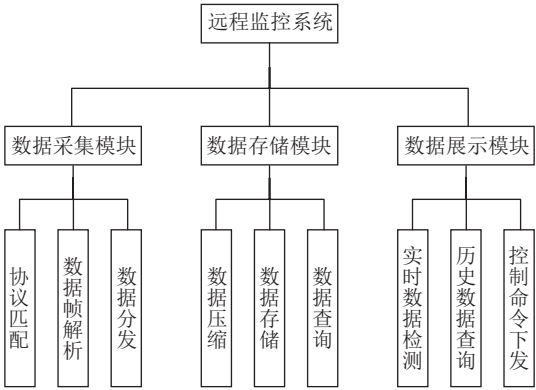 远程监控系统
数据采集模块
数据存储模块
数据展示模块
协议匹配
数据帧解析
数据分发
数据压缩
数据存储
数据查询
实时数据检测
历史数据查询
控制命令下发